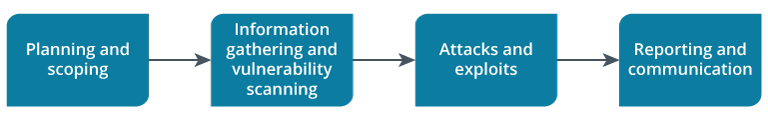 Planning and
scoping
Information
gathering and
vulnerability
scanning
Attacks and
exploits
Reporting and
communication